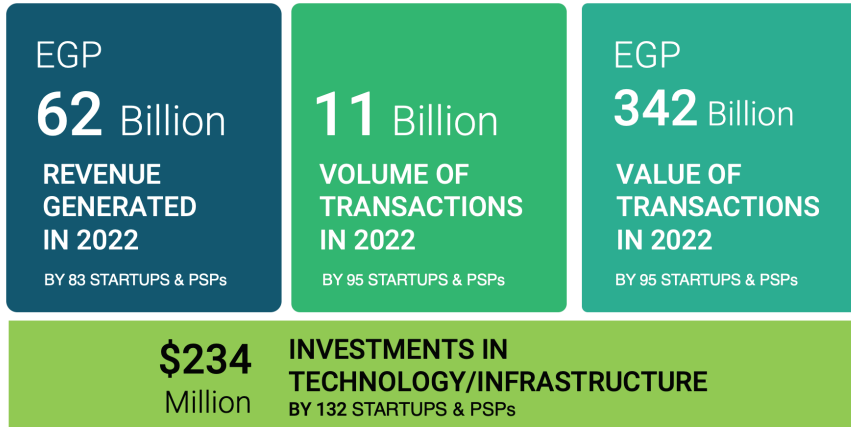 EGP
62 Billion
REVENUE
GENERATED
IN 2022
BY 83 STARTUPS & PSPs
11 Billion
VOLUME OF
TRANSACTIONS
IN 2022
BY 95 STARTUPS & PSPs
EGP
342 Billion
VALUE OF
TRANSACTIONS
IN 2022
BY 95 STARTUPS & PSPs
$234
Million
INVESTMENTS IN
TECHNOLOGY/INFRASTRUCTURE
BY 132 STARTUPS & PSPs